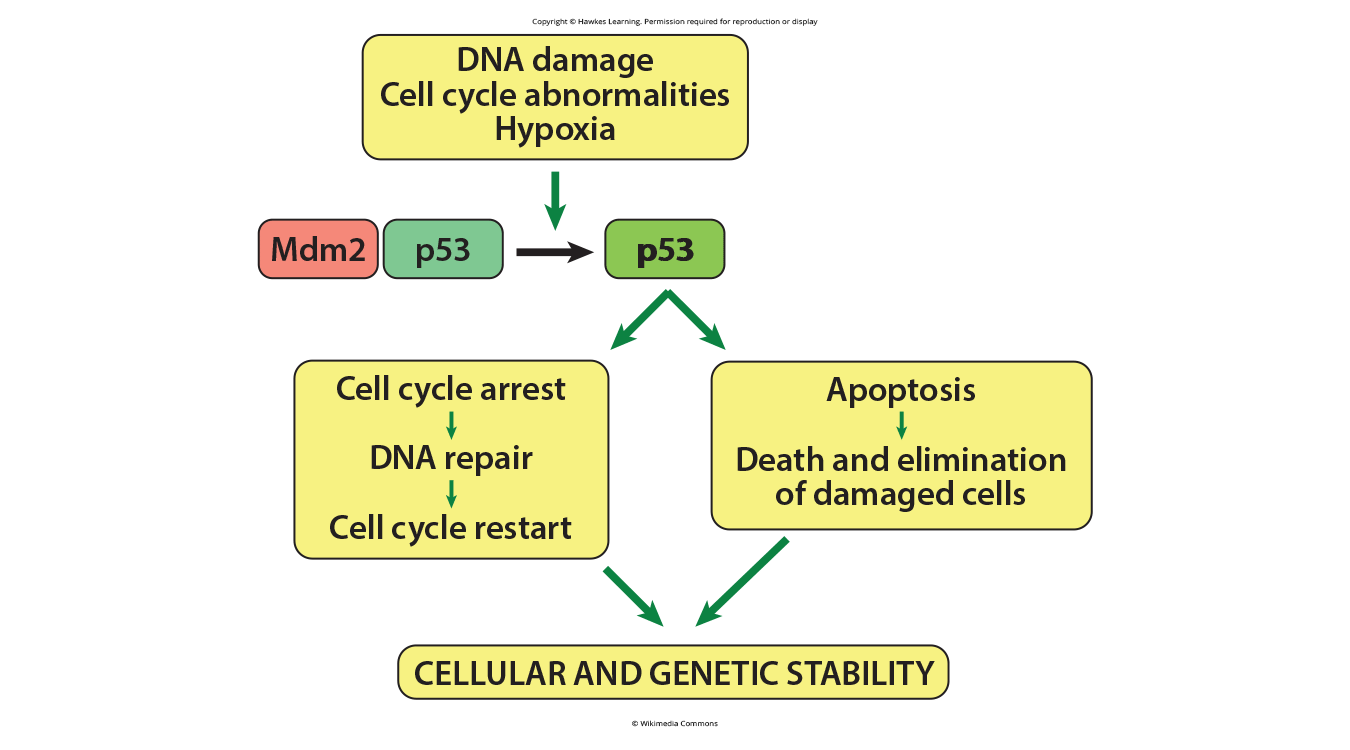 Copyright © Hawkes Learning. Permission required for reproduction or display
DNA damage
Cell cycle abnormalities
Hypoxia
Mdm2
p53
p53
Cell cycle arrest
DNA repair
Cell cycle restart
Apoptosis
Death and elimination
of damaged cells
CELLULAR AND GENETIC STABILITY
© Wikimedia Commons